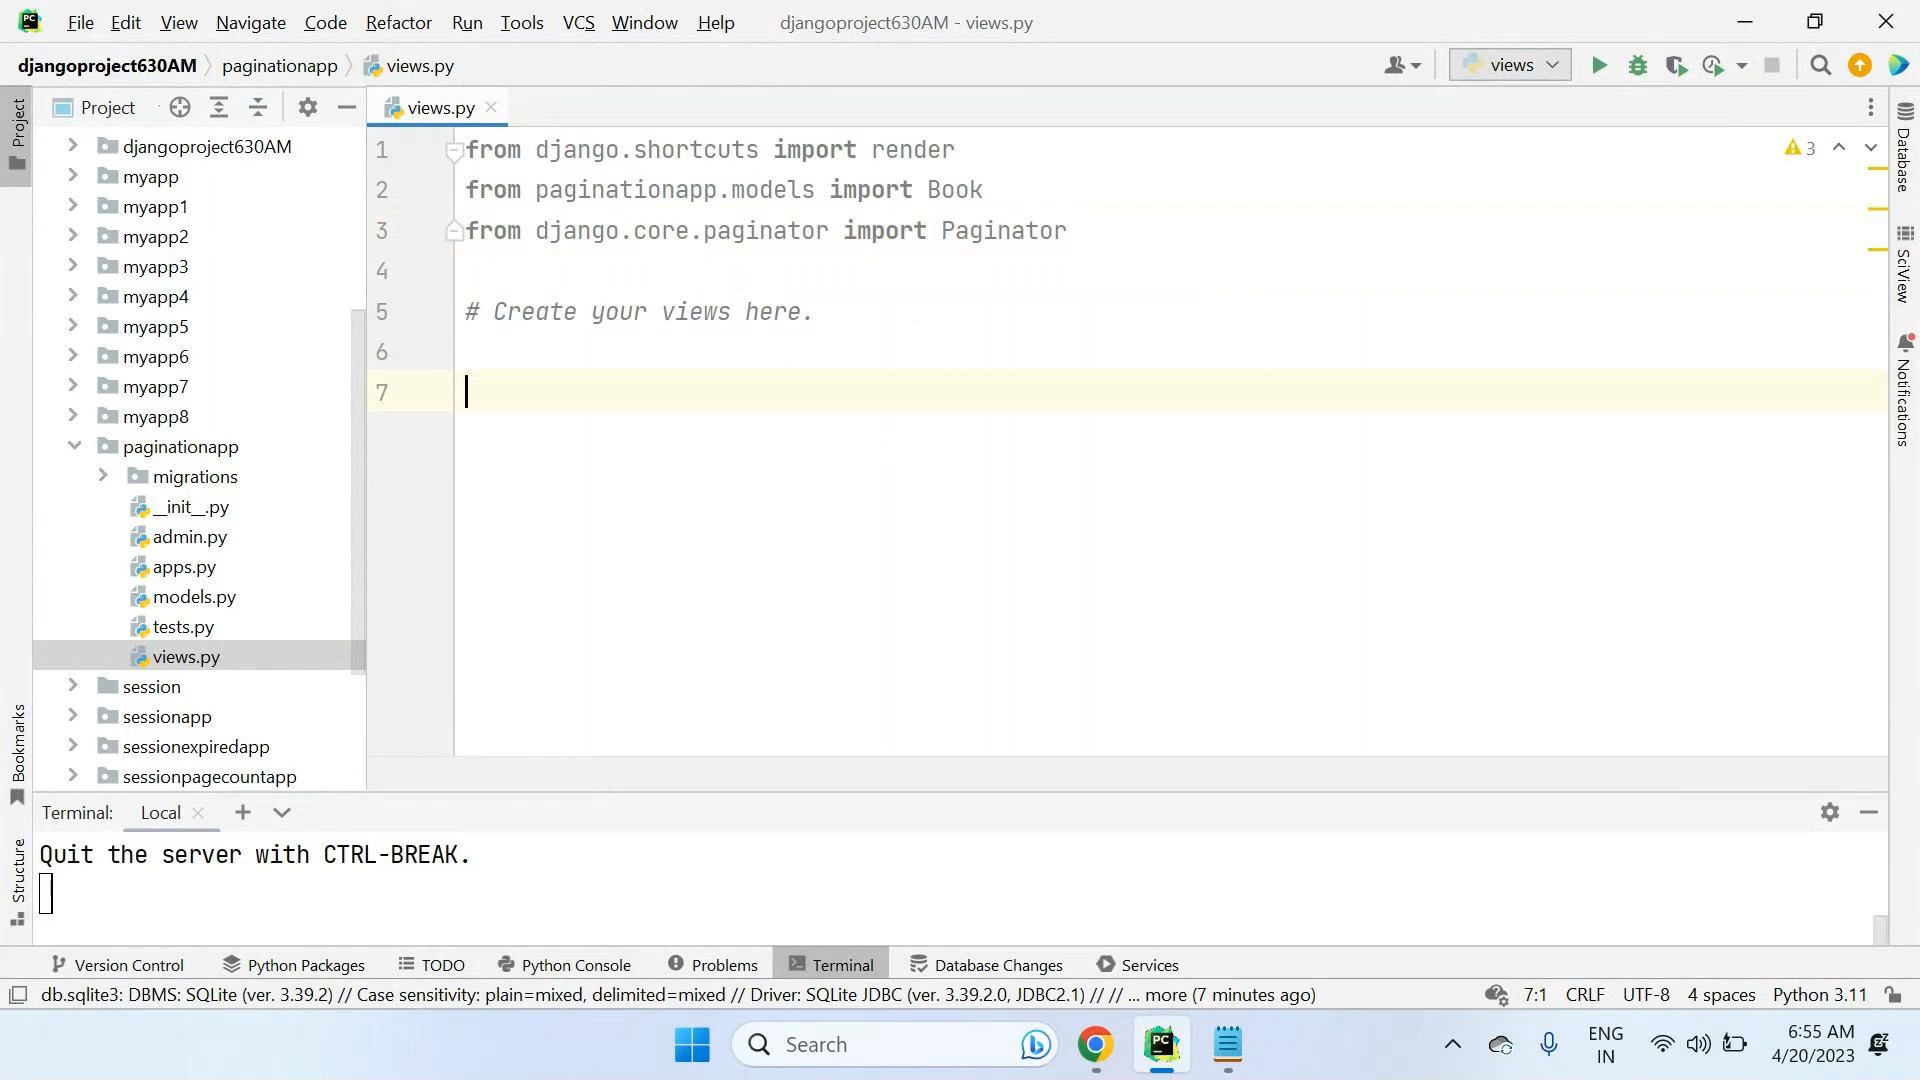 File Edit View Navigate Code Refactor Run Tools VCS Window Help djangoproject630AM - views.py
djangoproject630AM paginationapp views.py
views
Project
views.py
Project
djangoproject630AM
myapp
myapp1
myapp2
myapp3
myapp4
myapp5
myapp6
myapp7
myapp8
paginationapp
migrations
__init__.py
admin.py
apps.py
models.py
tests.py
views.py
session
sessionapp
sessionexpiredapp
sessionpagecountapp
1 from django.shortcuts import render
2 from paginationapp.models import Book
3 from django.core.paginator import Paginator
4
5 # Create your views here.
6
7
3
Database
SciView
Notifications
Bookmarks
Structure
Terminal: Local
Quit the server with CTRL-BREAK.
Version Control Python Packages TODO Python Console Problems Terminal Database Changes Services
db.sqlite3: DBMS: SQLite (ver. 3.39.2) // Case sensitivity: plain=mixed, delimited=mixed // Driver: SQLite JDBC (ver. 3.39.2.0, JDBC2.1) // // ... more (7 minutes ago) 7:1 CRLF UTF-8 4 spaces Python 3.11
Search
PC
ENG
IN
6:55 AM
4/20/2023